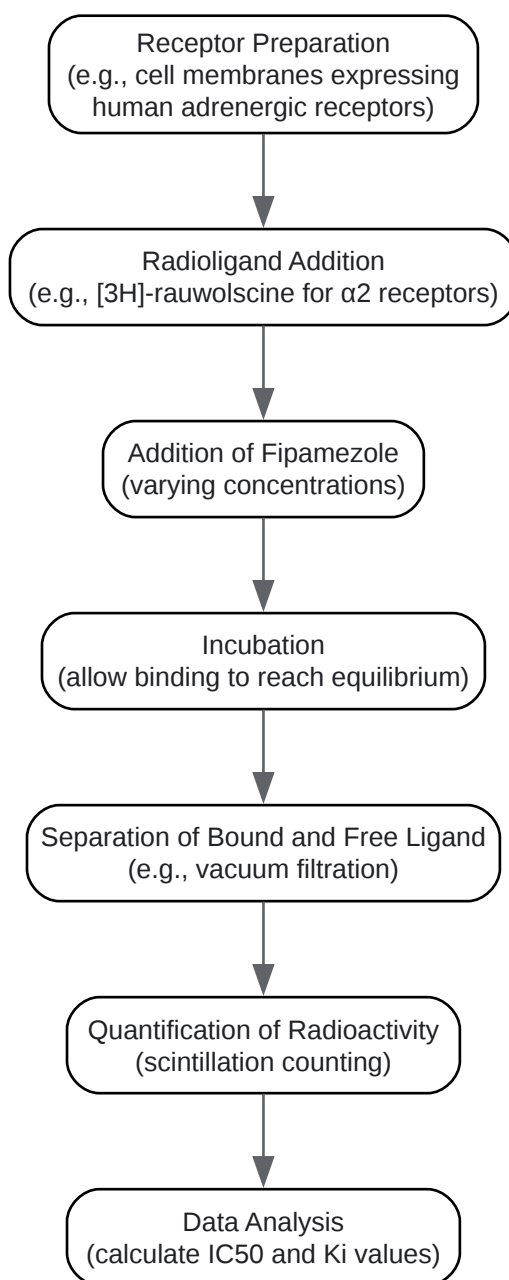 Receptor Preparation
(e.g., cell membranes expressing
human adrenergic receptors)
Radioligand Addition
(e.g., [3H]-rauwolscine for α2 receptors)
Addition of Fipamezole
(varying concentrations)
Incubation
(allow binding to reach equilibrium)
Separation of Bound and Free Ligand
(e.g., vacuum filtration)
Quantification of Radioactivity
(scintillation counting)
Data Analysis
(calculate IC50 and Ki values)